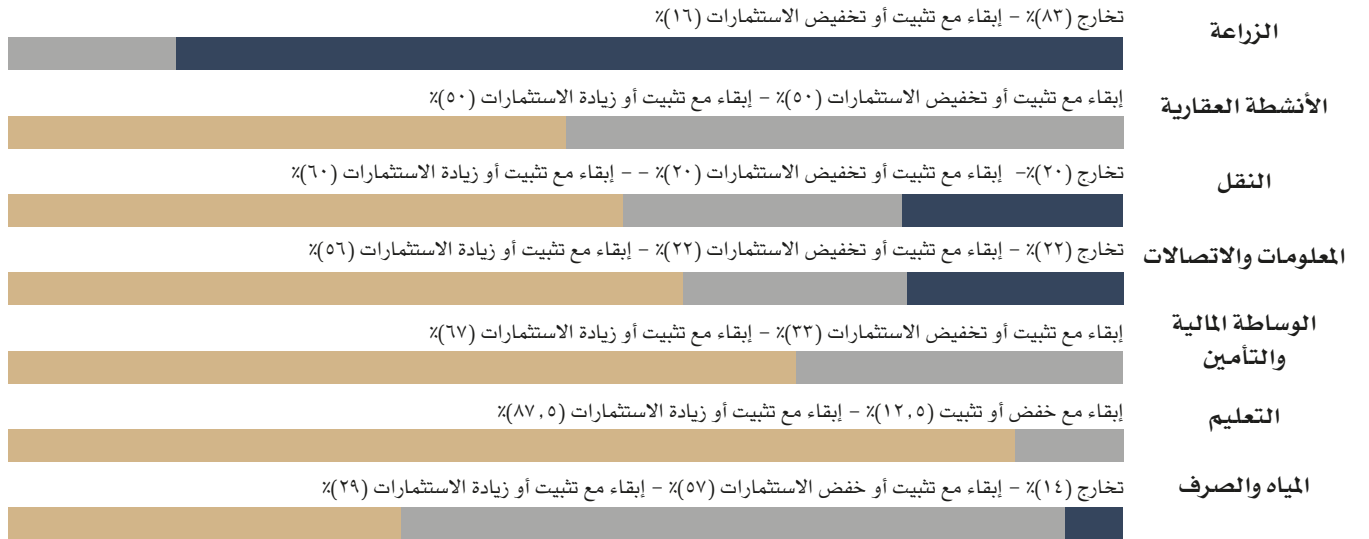 الزراعة
تخارج (٨٣)٪ – إبقاء مع تثبيت أو تخفيض الاستثمارات (١٦)٪
الأنشطة العقارية
إبقاء مع تثبيت أو تخفيض الاستثمارات (٥٠)٪ – إبقاء مع تثبيت أو زيادة الاستثمارات (٥٠)٪
النقل
تخارج (٢٠)٪– إبقاء مع تثبيت أو تخفيض الاستثمارات (٢٠)٪ – – إبقاء مع تثبيت أو زيادة الاستثمارات (٦٠)٪
المعلومات والاتصالات
تخارج (٢٢)٪ – إبقاء مع تثبيت أو تخفيض الاستثمارات (٢٢)٪ – إبقاء مع تثبيت أو زيادة الاستثمارات (٥٦)٪
الوساطة المالية
والتأمين
إبقاء مع تثبيت أو تخفيض الاستثمارات (٣٣)٪ – إبقاء مع تثبيت أو زيادة الاستثمارات (٦٧)٪
التعليم
إبقاء مع خفض أو تثبيت (١٢,٥)٪ – إبقاء مع تثبيت أو زيادة الاستثمارات (٨٧,٥)٪
المياه والصرف
تخارج (١٤)٪ – إبقاء مع تثبيت أو خفض الاستثمارات (٥٧)٪ – إبقاء مع تثبيت أو زيادة الاستثمارات (٢٩)٪